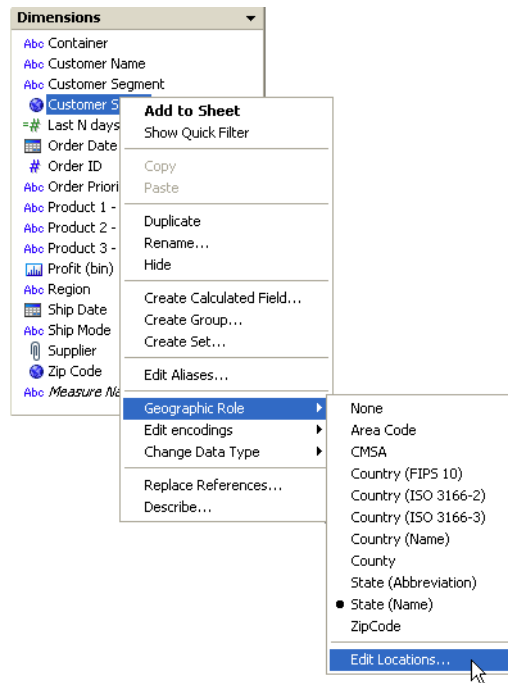 Dimensions
Abc Container
Abc Customer Name
Abc Customer Segment
Customer S
=# Last N days
Order Date
# Order ID
Abc Order Priori
Abc Product 1 -
Abc Product 2 -
Abc Product 3 -
Profit (bin)
Abc Region
Ship Date
Abc Ship Mode
Supplier
Zip Code
Abc Measure Na
Add to Sheet
Show Quick Filter
Copy
Paste
Duplicate
Rename...
Hide
Create Calculated Field...
Create Group...
Create Set...
Edit Aliases...
Geographic Role
Edit encodings
Change Data Type
Replace References...
Describe...
None
Area Code
CMSA
Country (FIPS 10)
Country (ISO 3166-2)
Country (ISO 3166-3)
Country (Name)
County
State (Abbreviation)
State (Name)
ZipCode
Edit Locations...